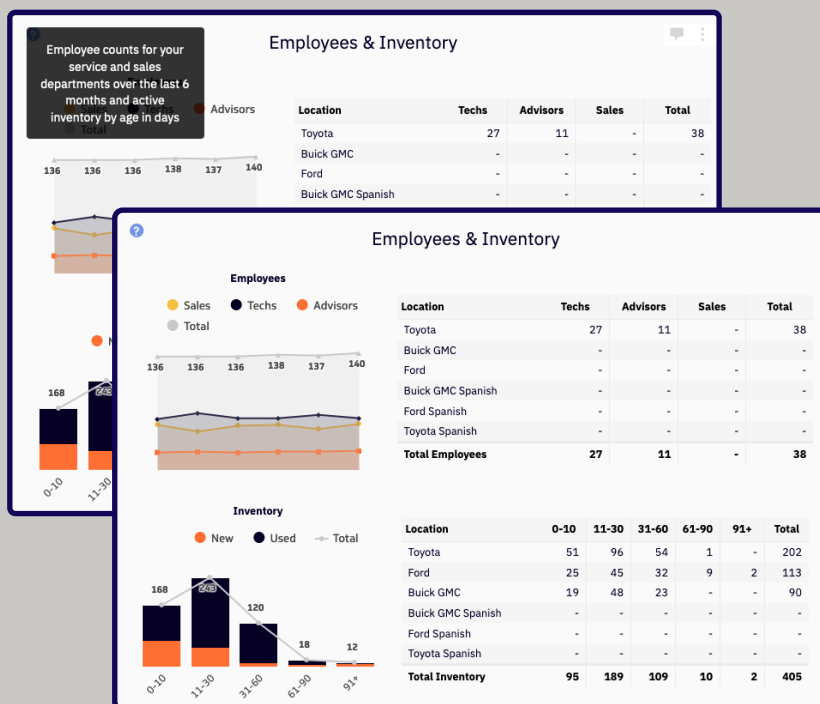 ?
Employee counts for your
service and sales
departments over the last 6
months and active
inventory by age in days
Employees & Inventory
Sales Techs Advisors
Total
136 136 136 138 137 140
Location Techs Advisors Sales Total
Toyota 27 11 - 38
Buick GMC - - - -
Ford - - - -
Buick GMC Spanish - - - -
168 243
0-10 11-30
?
Employees & Inventory
Employees
Sales Techs Advisors
Total
136 136 136 138 137 140
Location Techs Advisors Sales Total
Toyota 27 11 - 38
Buick GMC - - - -
Ford - - - -
Buick GMC Spanish - - - -
Ford Spanish - - - -
Toyota Spanish - - - -
Total Employees 27 11 - 38
Inventory
New Used Total
168 243 120 18 12
0-10 11-30 31-60 61-90 91+
Location 0-10 11-30 31-60 61-90 91+ Total
Toyota 51 96 54 1 - 202
Ford 25 45 32 9 2 113
Buick GMC 19 48 23 - - 90
Buick GMC Spanish - - - - - -
Ford Spanish - - - - - -
Toyota Spanish - - - - - -
Total Inventory 95 189 109 10 2 405